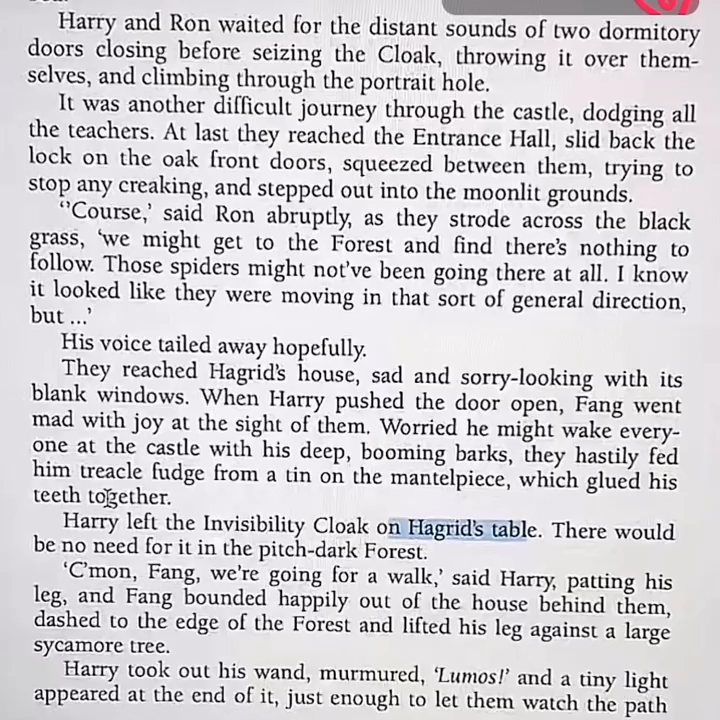 Harry and Ron waited for the distant sounds of two dormitory
doors closing before seizing the Cloak, throwing it over them-
selves, and climbing through the portrait hole.
It was another difficult journey through the castle, dodging all
the teachers. At last they reached the Entrance Hall, slid back the
lock on the oak front doors, squeezed between them, trying to
stop any creaking, and stepped out into the moonlit grounds.
‘'Course,’ said Ron abruptly, as they strode across the black
grass, ‘we might get to the Forest and find there’s nothing to
follow. Those spiders might not’ve been going there at all. I know
it looked like they were moving in that sort of general direction,
but ...’
His voice tailed away hopefully.
They reached Hagrid’s house, sad and sorry-looking with its
blank windows. When Harry pushed the door open, Fang went
mad with joy at the sight of them. Worried he might wake every-
one at the castle with his deep, booming barks, they hastily fed
him treacle fudge from a tin on the mantelpiece, which glued his
teeth together.
Harry left the Invisibility Cloak on Hagrid’s table. There would
be no need for it in the pitch-dark Forest.
‘C’mon, Fang, we’re going for a walk,’ said Harry, patting his
leg, and Fang bounded happily out of the house behind them,
dashed to the edge of the Forest and lifted his leg against a large
sycamore tree.
Harry took out his wand, murmured, ‘Lumos!’ and a tiny light
appeared at the end of it, just enough to let them watch the path